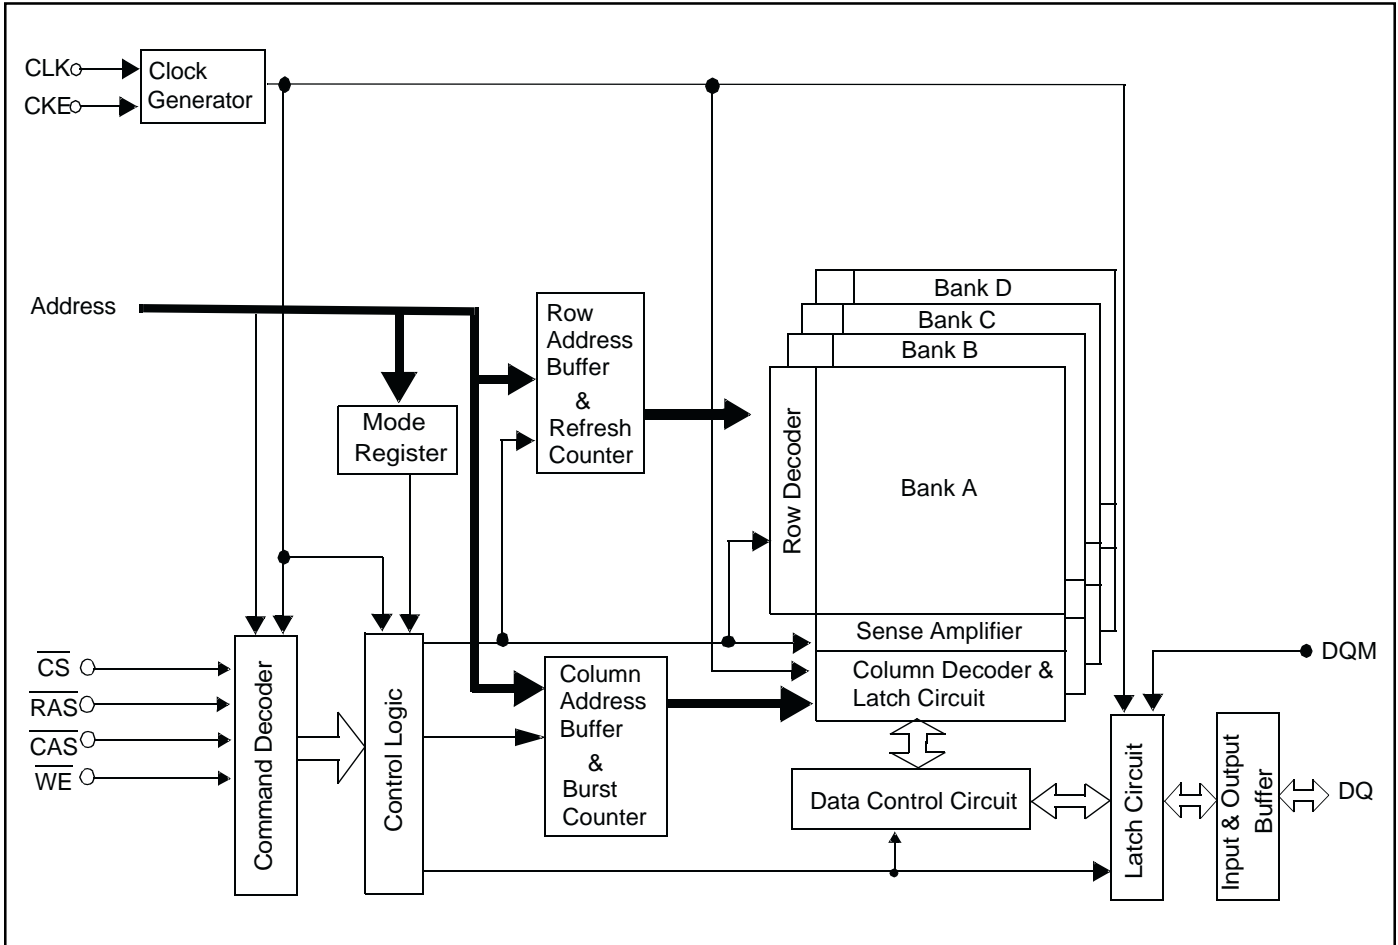 CLK
CKE
Clock
Generator
Address
Mode
Register
Row
Address
Buffer
&
Refresh
Counter
Bank D
Bank C
Bank B
Bank A
Row Decoder
Sense Amplifier
Column Decoder &
Latch Circuit
CS
RAS
CAS
WE
Command Decoder
Control Logic
Column
Address
Buffer
&
Burst
Counter
Data Control Circuit
DQM
Latch Circuit
Input & Output
Buffer
DQ